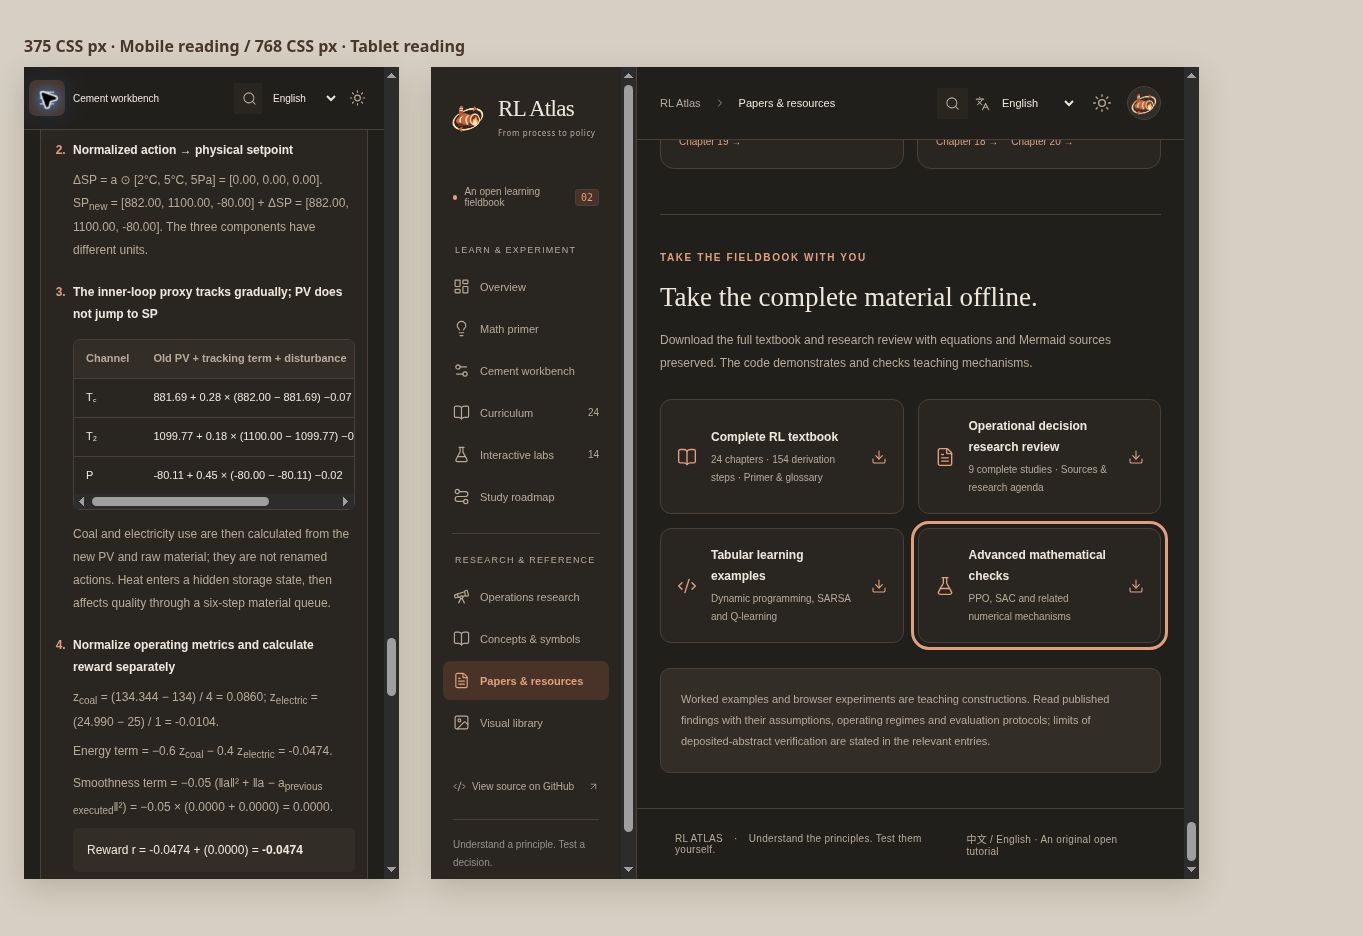 375 CSS px · Mobile reading / 768 CSS px · Tablet reading
Cement workbench
English
2. Normalized action → physical setpoint
ΔSP = a ⊙ [2°C, 5°C, 5Pa] = [0.00, 0.00, 0.00].
SPnew = [882.00, 1100.00, -80.00] + ΔSP = [882.00,
1100.00, -80.00]. The three components have
different units.
3. The inner-loop proxy tracks gradually; PV does
not jump to SP
Channel Old PV + tracking term + disturbance
Tc 881.69 + 0.28 × (882.00 − 881.69) −0.07
T₂ 1099.77 + 0.18 × (1100.00 − 1099.77) −0
P -80.11 + 0.45 × (-80.00 − -80.11) −0.02
Coal and electricity use are then calculated from the
new PV and raw material; they are not renamed
actions. Heat enters a hidden storage state, then
affects quality through a six-step material queue.
4. Normalize operating metrics and calculate
reward separately
zcoal = (134.344 − 134) / 4 = 0.0860; zelectric =
(24.990 − 25) / 1 = -0.0104.
Energy term = −0.6 zcoal − 0.4 zelectric = -0.0474.
Smoothness term = −0.05 (‖a‖² + ‖a − aprevious
executed‖²) = −0.05 × (0.0000 + 0.0000) = 0.0000.
Reward r = -0.0474 + (0.0000) = -0.0474
RL Atlas
From process to policy
An open learning
fieldbook
02
LEARN & EXPERIMENT
Overview
Math primer
Cement workbench
Curriculum 24
Interactive labs 14
Study roadmap
RESEARCH & REFERENCE
Operations research
Concepts & symbols
Papers & resources
Visual library
View source on GitHub
Understand a principle. Test a
decision.
RL Atlas > Papers & resources
English
Chapter 19 →
Chapter 18 → Chapter 20 →
TAKE THE FIELDBOOK WITH YOU
Take the complete material offline.
Download the full textbook and research review with equations and Mermaid sources
preserved. The code demonstrates and checks teaching mechanisms.
Complete RL textbook
24 chapters · 154 derivation
steps · Primer & glossary
Operational decision
research review
9 complete studies · Sources &
research agenda
Tabular learning
examples
Dynamic programming, SARSA
and Q-learning
Advanced mathematical
checks
PPO, SAC and related
numerical mechanisms
Worked examples and browser experiments are teaching constructions. Read published
findings with their assumptions, operating regimes and evaluation protocols; limits of
deposited-abstract verification are stated in the relevant entries.
RL ATLAS · Understand the principles. Test them
yourself.
中文 / English · An original open
tutorial